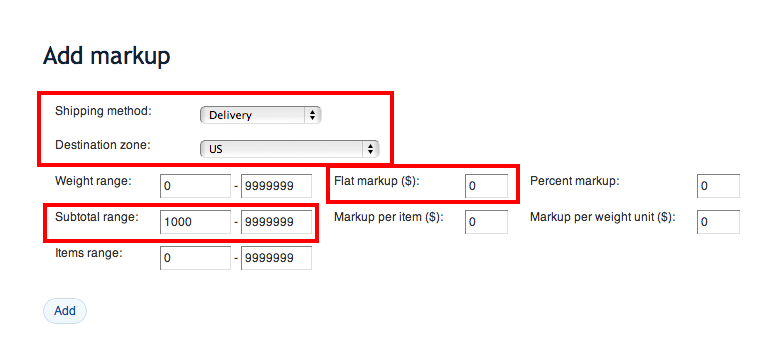 Add markup
Shipping method: Delivery
Destination zone: US
Weight range: 0 - 9999999 Flat markup ($): 0 Percent markup: 0
Subtotal range: 1000 - 9999999 Markup per item ($): 0 Markup per weight unit ($): 0
Items range: 0 - 9999999
Add